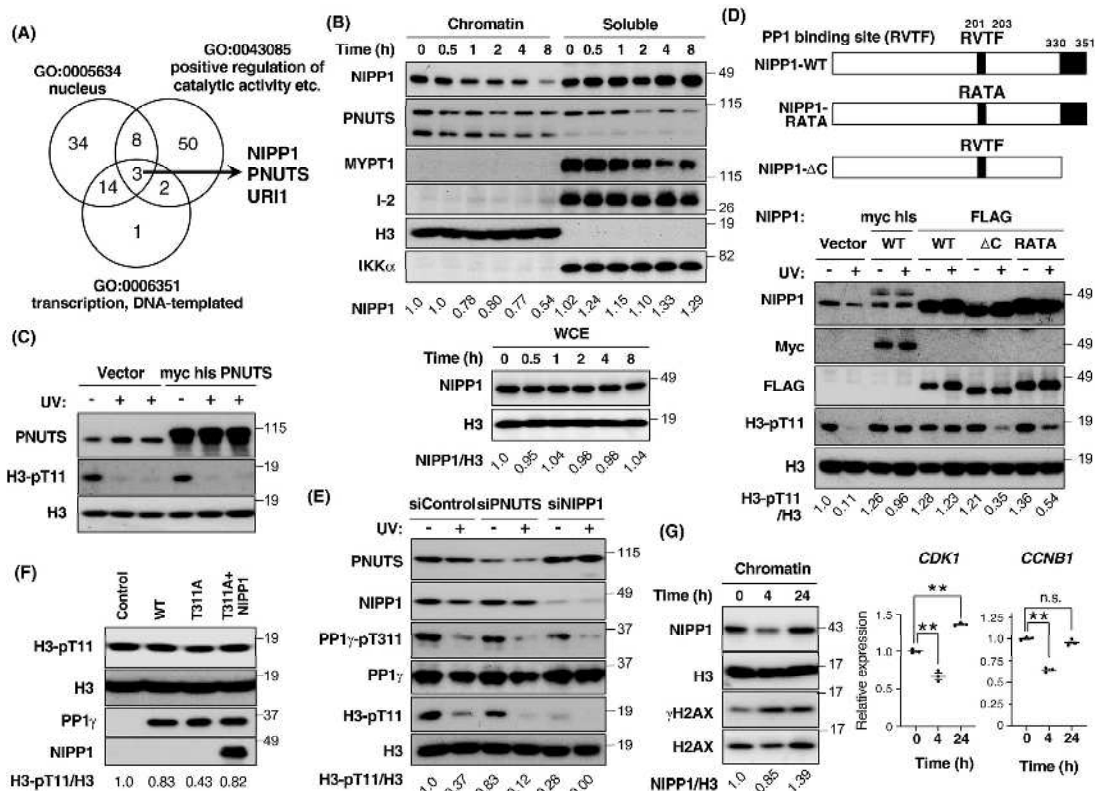 (A)
GO:0043085
positive regulation of
catalytic activity etc.
GO:0005634
nucleus
34 8 50
3
14 2
1
NIPP1
PNUTS
URI1
GO:0006351
transcription, DNA-templated
(B)
Chromatin Soluble
Time (h) 0 0.5 1 2 4 8 0 0.5 1 2 4 8
NIPP1 49
PNUTS 115
MYPT1 115
I-2 26
H3 19
IKKα 82
NIPP1 1.0 1.0 0.78 0.80 0.77 0.54 1.02 1.24 1.15 1.10 1.33 1.29
WCE
Time (h) 0 0.5 1 2 4 8
NIPP1 49
H3 19
NIPP1/H3 1.0 0.95 1.04 0.96 0.96 1.04
(C)
Vector myc his PNUTS
UV: - + + - + +
PNUTS 115
H3-pT11 19
H3 19
(D)
201 203
PP1 binding site (RVTF) RVTF 330 351
NIPP1-WT
RATA
NIPP1-
RATA
RVTF
NIPP1-ΔC
NIPP1: myc his FLAG
Vector WT WT ΔC RATA
UV: - + - + - + - + - +
NIPP1 49
Myc 49
FLAG 49
H3-pT11 19
H3 19
H3-pT11
/H3 1.0 0.11 1.26 0.96 1.28 1.23 1.21 0.35 1.36 0.54
(E)
siControl siPNUTS siNIPP1
UV: - + - + - +
PNUTS 115
NIPP1 49
PP1γ-pT311 37
PP1γ 37
H3-pT11 19
H3 19
H3-pT11/H3 1.0 0.37 0.83 0.12 0.28 0.00
(F)
Control WT T311A T311A+
NIPP1
H3-pT11 19
H3 19
PP1γ 37
NIPP1 49
H3-pT11/H3 1.0 0.83 0.43 0.82
(G)
Chromatin
Time (h) 0 4 24
NIPP1 43
H3 17
γH2AX 17
H2AX 17
NIPP1/H3 1.0 0.85 1.39
CDK1
Relative expression
1.5
1.0
0.5
0
**
**
0 4 24
Time (h)
CCNB1
n.s.
**
1.25
1.0
0.75
0.5
0.25
0
0 4 24
Time (h)